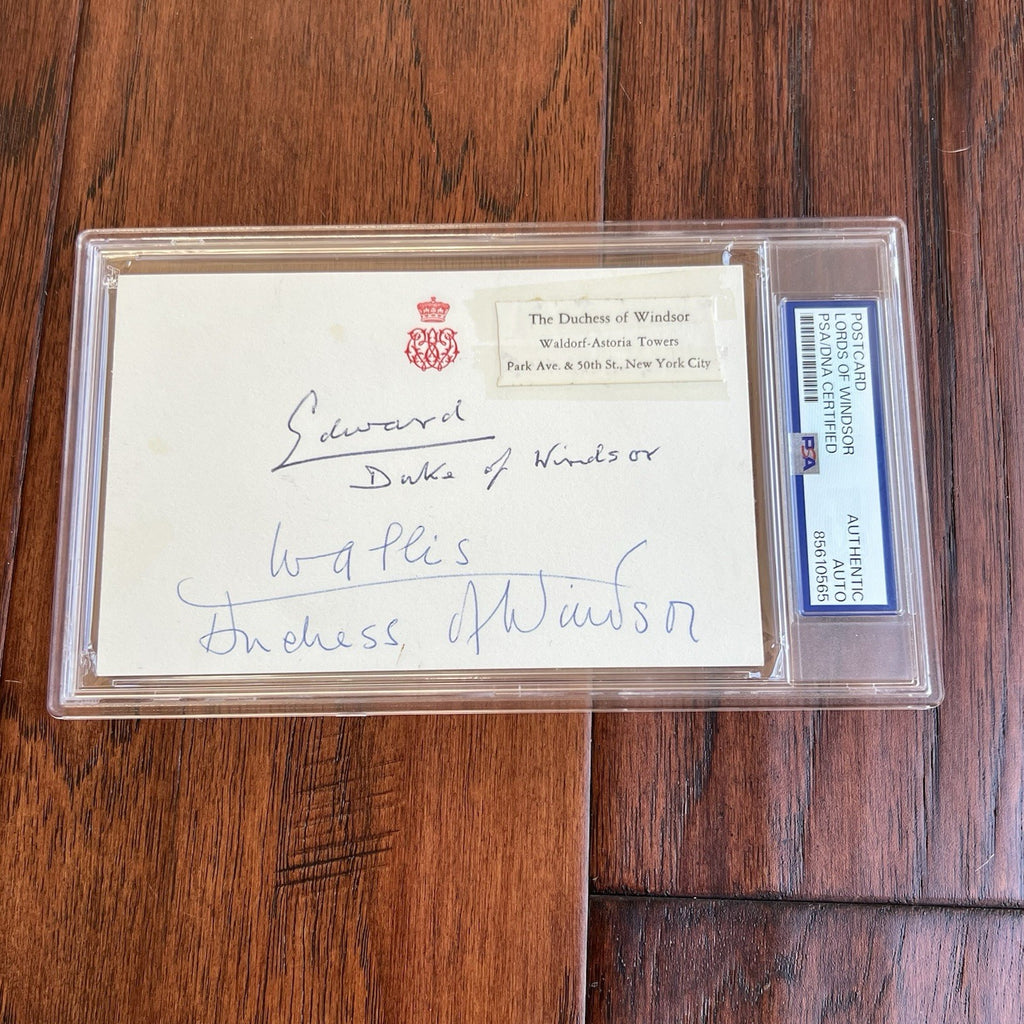 The Duchess of Windsor
Waldorf-Astoria Towers
Park Ave. & 50th St., New York City
Edward
Duke of Windsor
Wallis
Duchess of Windsor
POSTCARD
LORDS OF WINDSOR
PSA/DNA CERTIFIED
PSA
AUTHENTIC
AUTO
85610565